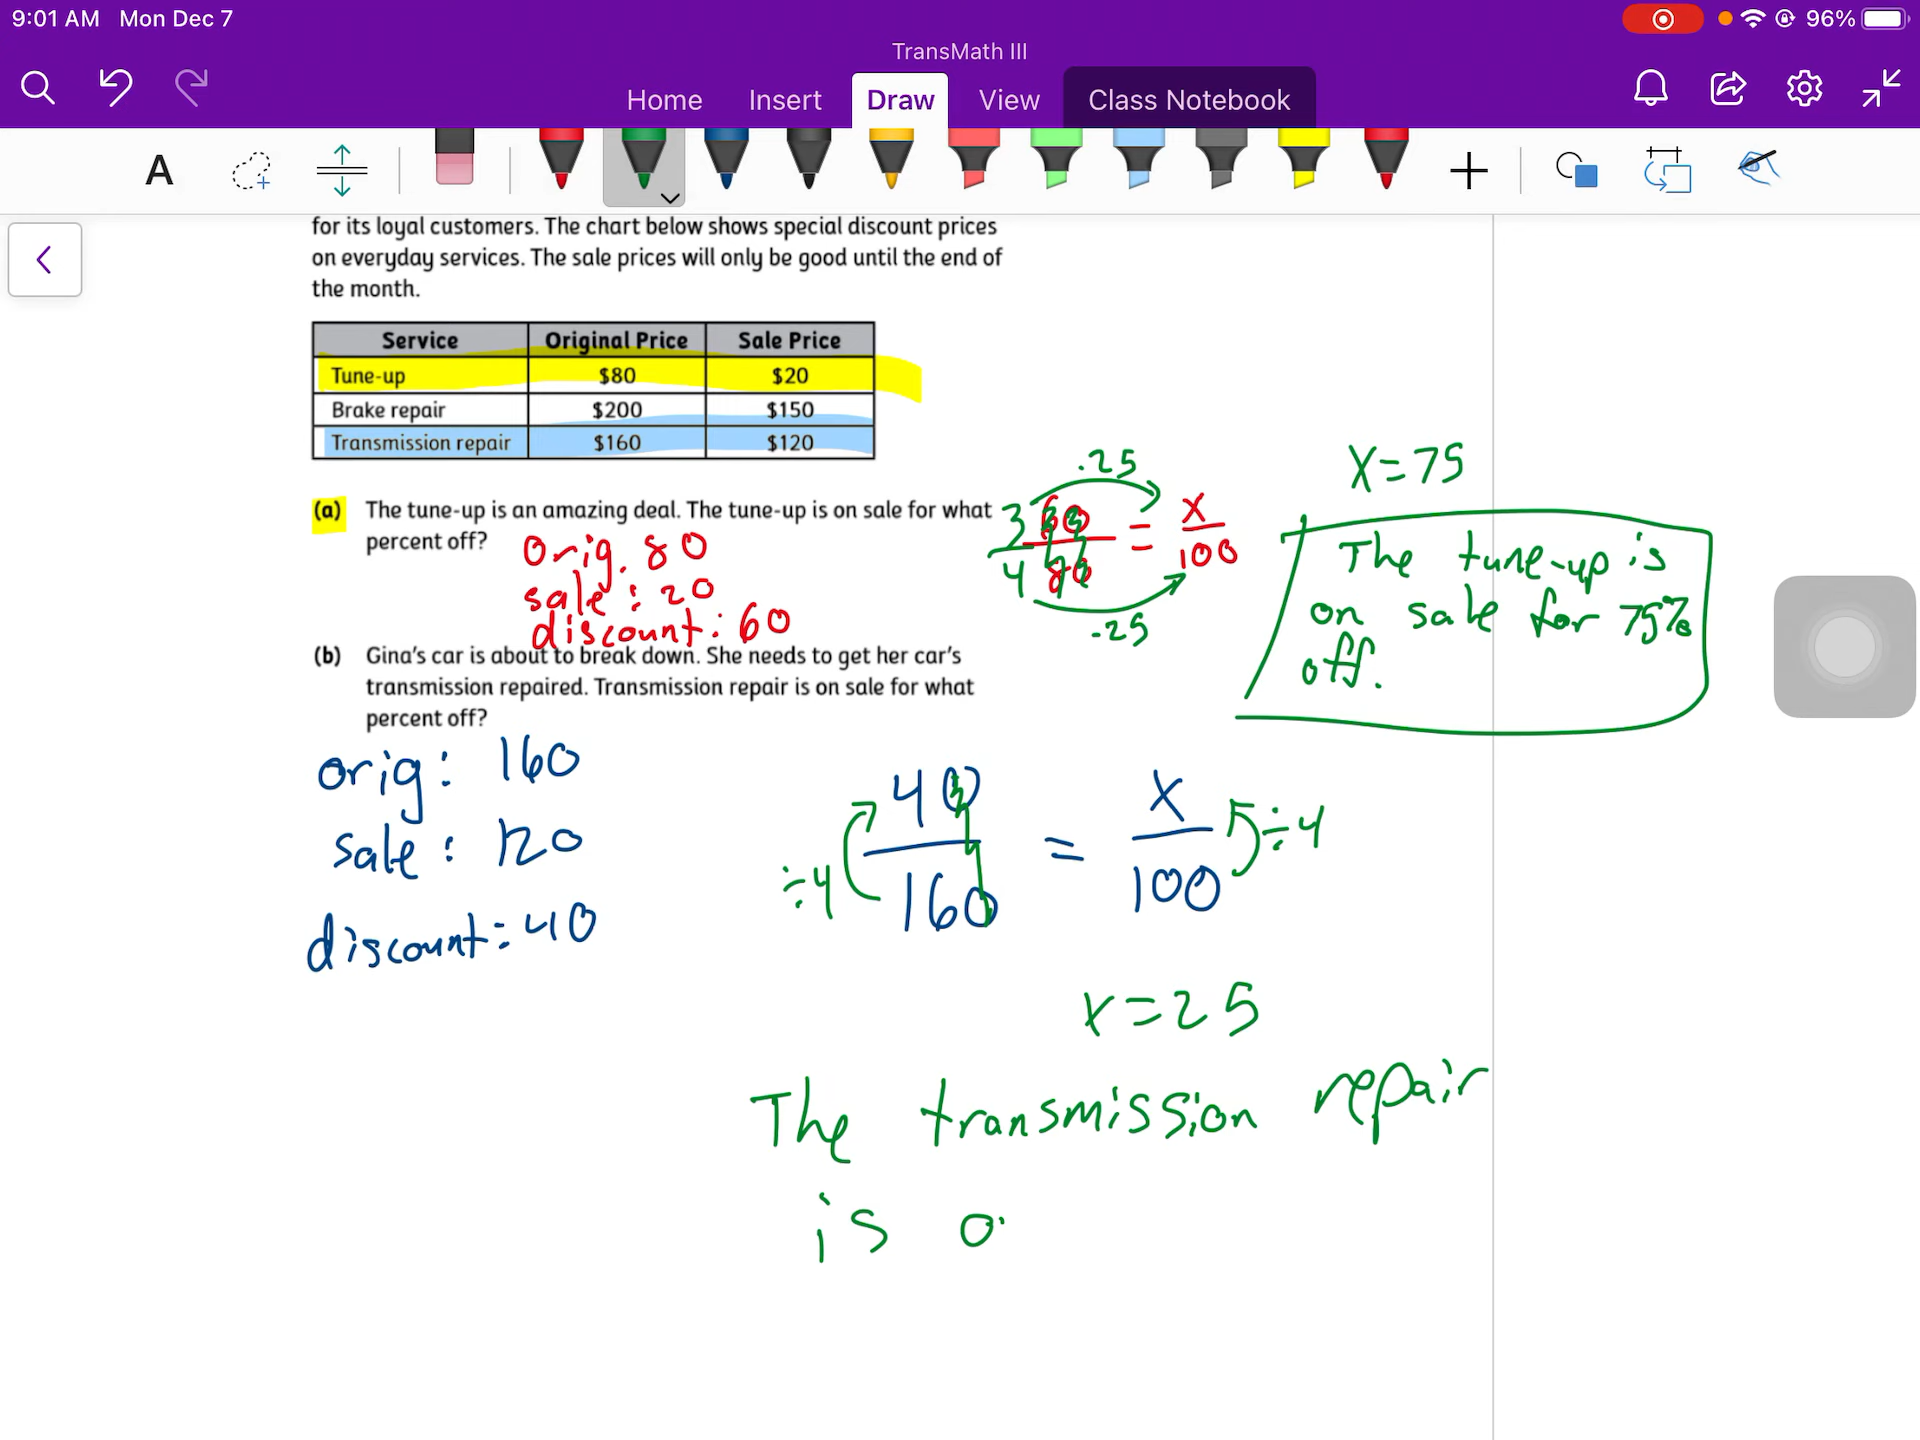 9:01 AM Mon Dec 7
96%
TransMath III
Home Insert Draw View Class Notebook
A
for its loyal customers. The chart below shows special discount prices
on everyday services. The sale prices will only be good until the end of
the month.
Service Original Price Sale Price
Tune-up $80 $20
Brake repair $200 $150
Transmission repair $160 $120
(a) The tune-up is an amazing deal. The tune-up is on sale for what
percent off?
Orig. 80
sale: 20
discount: 60
·25
3 60 = x
4 80 100
·25
x=75
The tune-up is
on sale for 75%
off.
(b) Gina's car is about to break down. She needs to get her car's
transmission repaired. Transmission repair is on sale for what
percent off?
orig: 160
sale: 120
discount: 40
÷4
40 = x
160 100
÷4
x=25
The transmission repair
is o